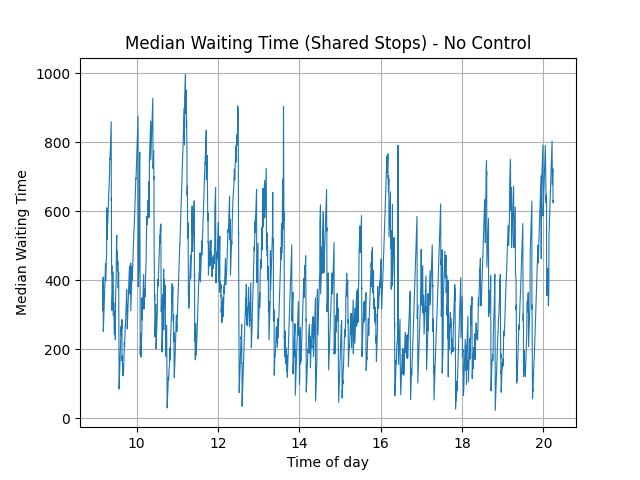 Median Waiting Time (Shared Stops) - No Control
1000
800
600
400
200
0
Median Waiting Time
10 12 14 16 18 20
Time of day